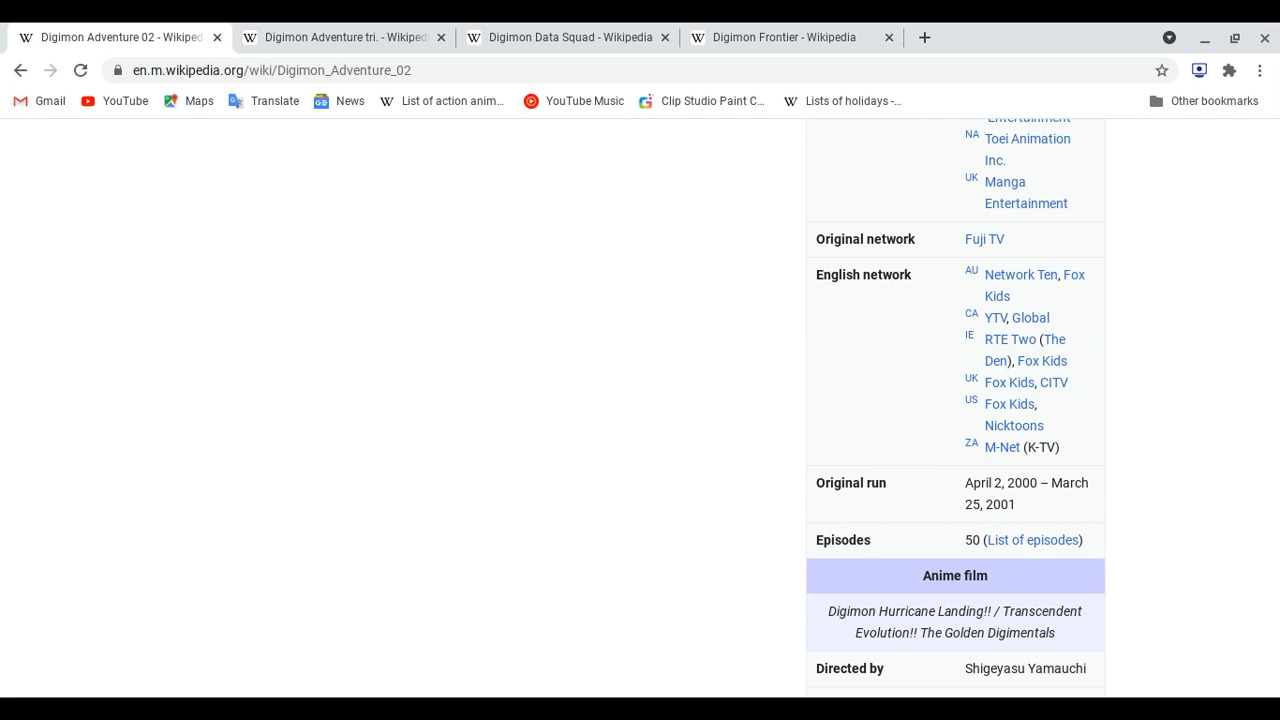 Digimon Adventure 02 - Wikiped
Digimon Adventure tri. - Wikiped
Digimon Data Squad - Wikipedia
Digimon Frontier - Wikipedia
en.m.wikipedia.org/wiki/Digimon_Adventure_02
Gmail
YouTube
Maps
Translate
News
List of action anim...
YouTube Music
Clip Studio Paint C...
Lists of holidays -...
Other bookmarks
Entertainment
NA Toei Animation
Inc.
UK Manga
Entertainment
Original network Fuji TV
English network AU Network Ten, Fox
Kids
CA YTV, Global
IE RTE Two (The
Den), Fox Kids
UK Fox Kids, CITV
US Fox Kids,
Nicktoons
ZA M-Net (K-TV)
Original run April 2, 2000 – March
25, 2001
Episodes 50 (List of episodes)
Anime film
Digimon Hurricane Landing!! / Transcendent
Evolution!! The Golden Digimentals
Directed by Shigeyasu Yamauchi